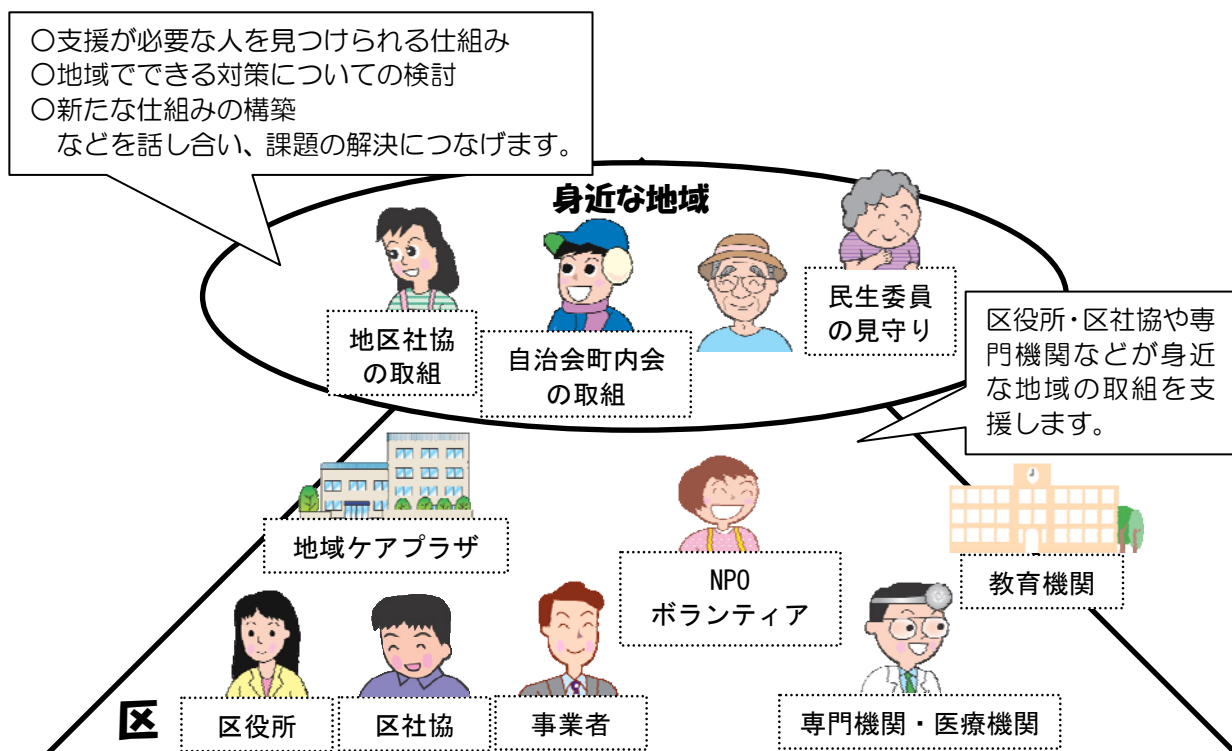 ○支援が必要な人を見つけられる仕組み
○地域でできる対策についての検討
○新たな仕組みの構築
などを話し合い、課題の解決につなげます。
身近な地域
地区社協
の取組
自治会町内会
の取組
民生委員
の見守り
区役所・区社協や専
門機関などが身近
な地域の取組を支
援します。
地域ケアプラザ
NPO
ボランティア
教育機関
区
区役所
区社協
事業者
専門機関・医療機関